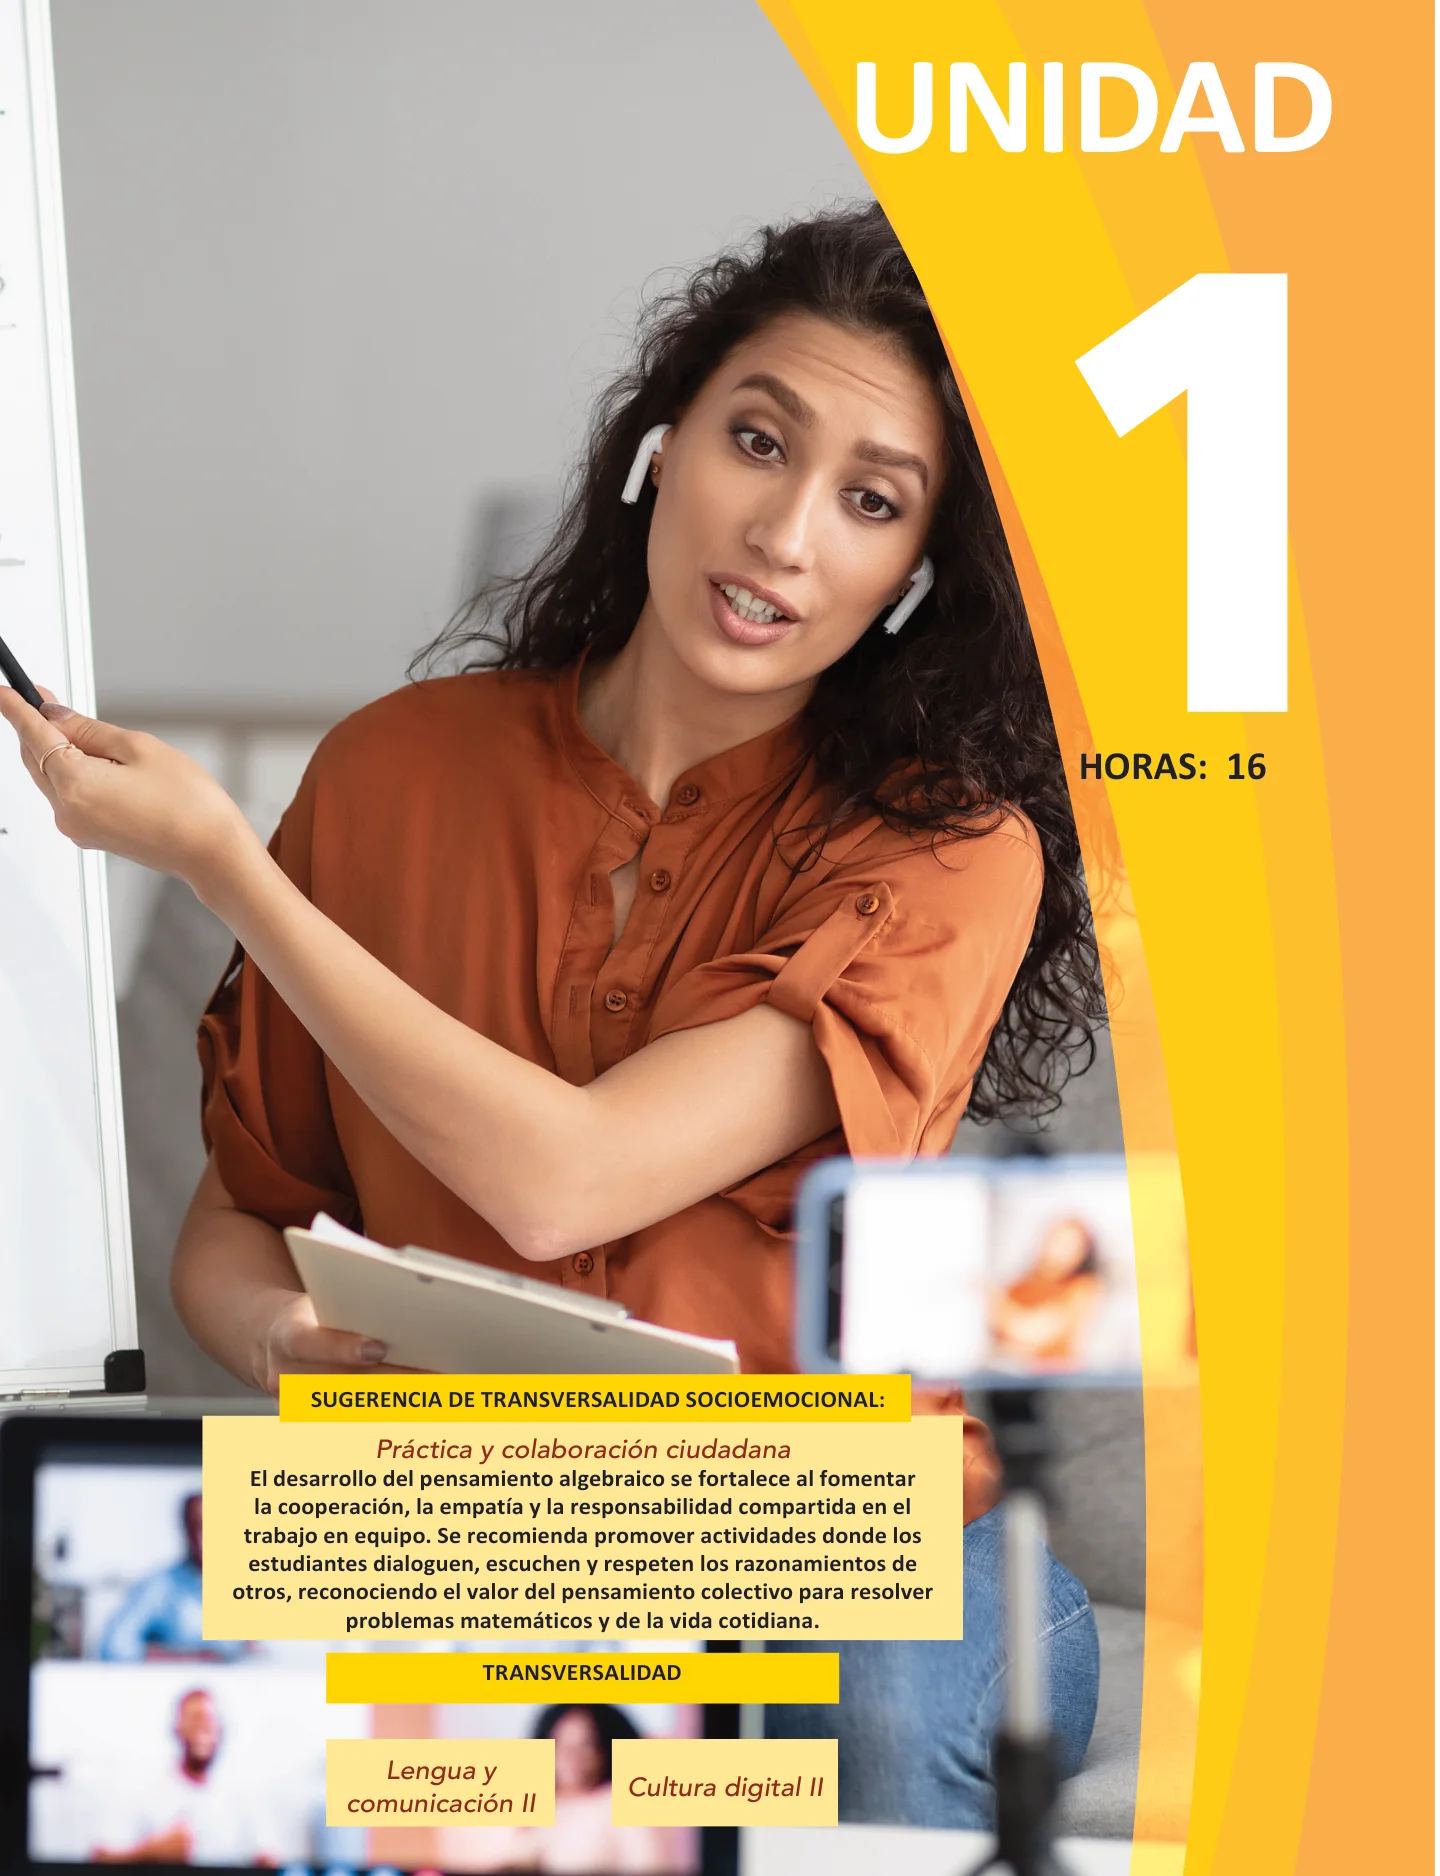 UNIDAD
1
HORAS: 16
SUGERENCIA DE TRANSVERSALIDAD SOCIOEMOCIONAL:
Práctica y colaboración ciudadana
El desarrollo del pensamiento algebraico se fortalece al fomentar
la cooperación, la empatía y la responsabilidad compartida en el
trabajo en equipo. Se recomienda promover actividades donde los
estudiantes dialoguen, escuchen y respeten los razonamientos de
otros, reconociendo el valor del pensamiento colectivo para resolver
problemas matemáticos y de la vida cotidiana.
TRANSVERSALIDAD
Lengua y
comunicación II
Cultura digital II